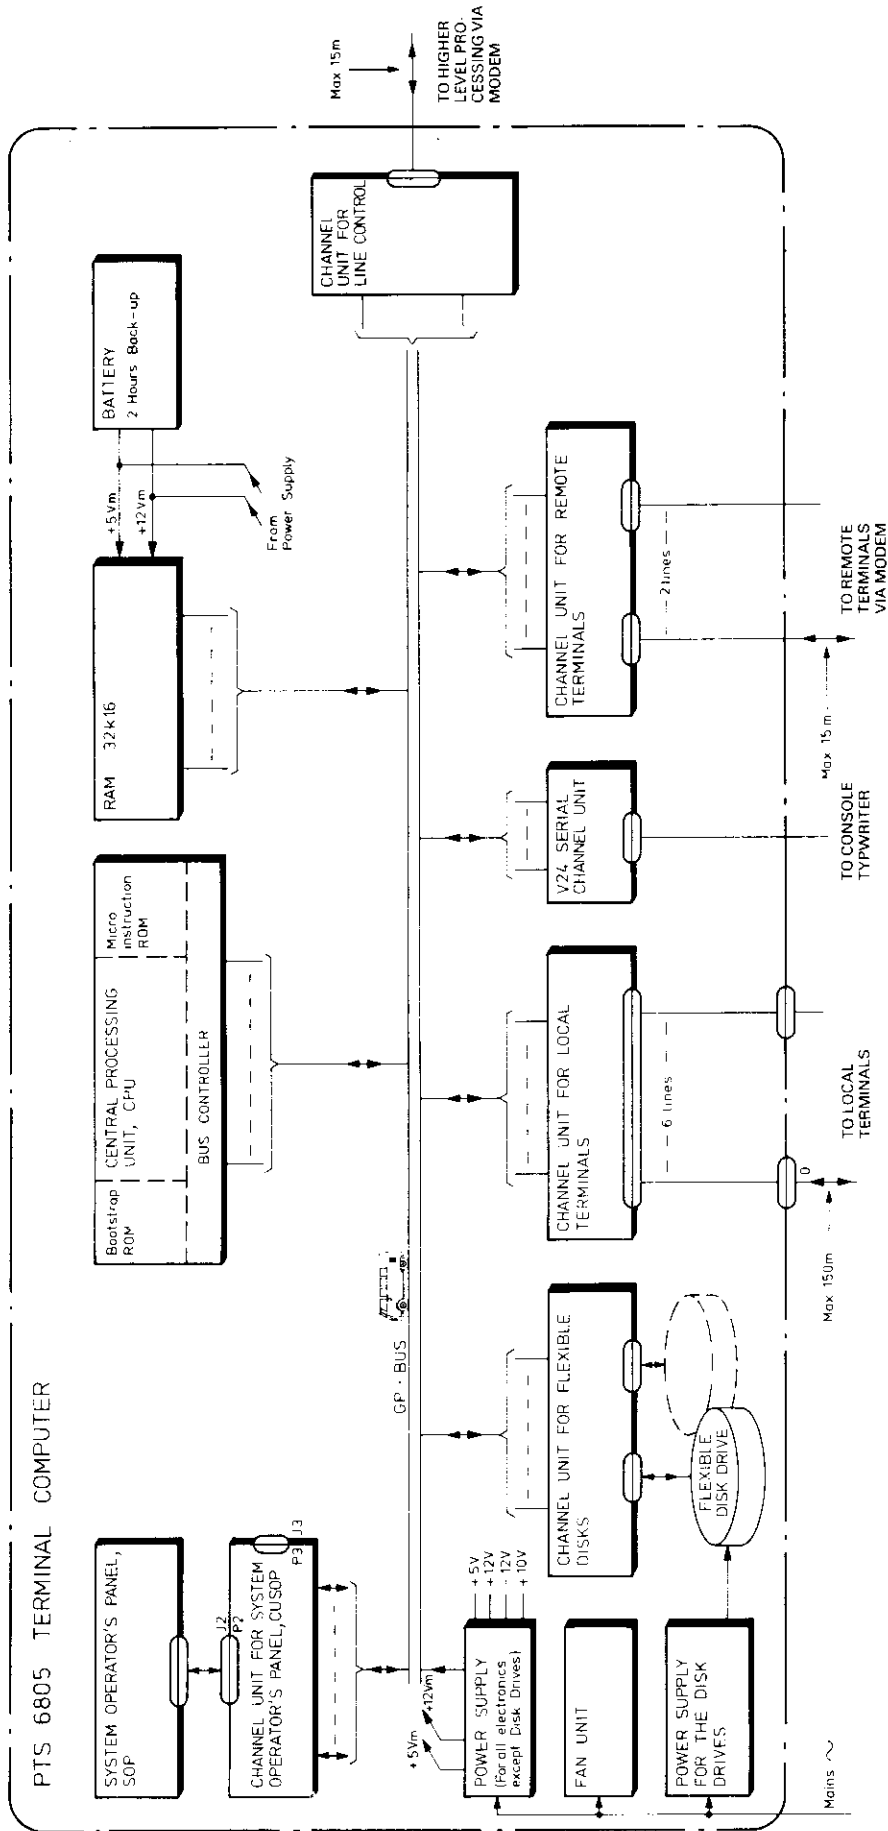 PTS 6805 TERMINAL COMPUTER
SYSTEM OPERATOR'S PANEL,
SOP
J2
P2
CHANNEL UNIT FOR SYSTEM
OPERATOR'S PANEL, CUSOP
P3
J3
Bootstrap
ROM
CENTRAL PROCESSING
UNIT, CPU
Micro
instruction
ROM
BUS CONTROLLER
RAM 32k16
+5Vm
+12Vm
BATTERY
2 Hours Back-up
From
Power Supply
GP - BUS
CHANNEL
UNIT FOR
LINE CONTROL
Max 15m
TO HIGHER
LEVEL PRO-
CESSING VIA
MODEM
+5Vm
+12Vm
POWER SUPPLY
(For all electronics
except Disk Drives)
+5V
+12V
-12V
+10V
FAN UNIT
POWER SUPPLY
FOR THE DISK
DRIVES
Mains ~
CHANNEL UNIT FOR FLEXIBLE
DISKS
FLEXIBLE
DISK DRIVE
CHANNEL UNIT FOR LOCAL
TERMINALS
6 lines
0
Max 150m
TO LOCAL
TERMINALS
V24 SERIAL
CHANNEL UNIT
TO CONSOLE
TYPWRITER
CHANNEL UNIT FOR REMOTE
TERMINALS
2 lines
Max 15m
TO REMOTE
TERMINALS
VIA MODEM